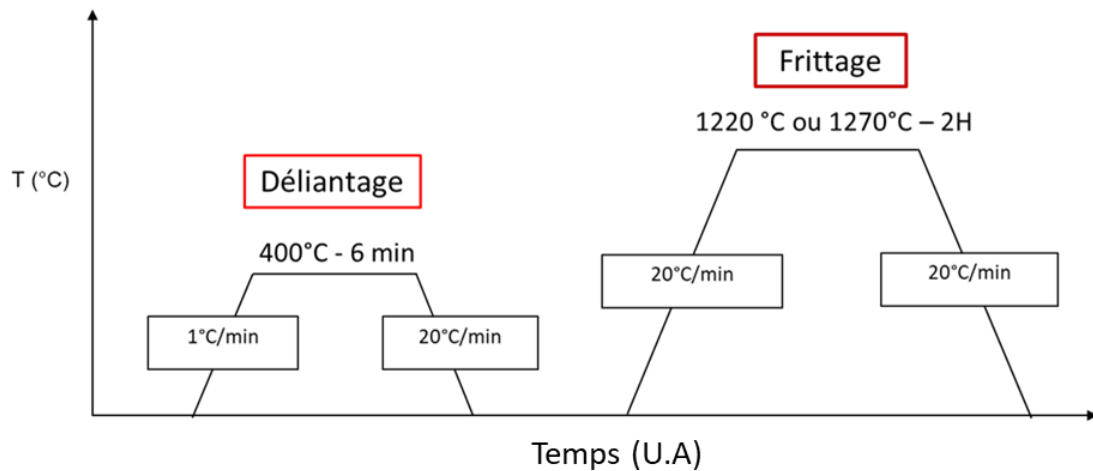 Frittage
1220 °C ou 1270°C – 2H
T (°C)
Déliantage
400°C - 6 min
20°C/min
20°C/min
1°C/min
20°C/min
Temps (U.A)